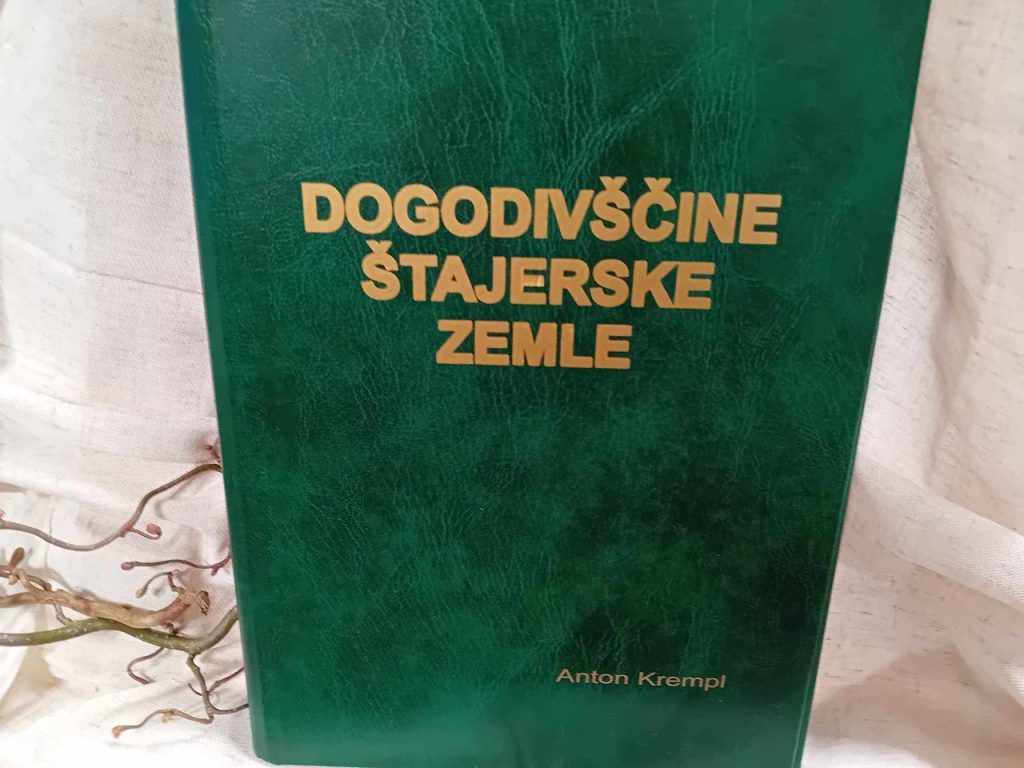 DOGODIVŠČINE
ŠTAJERSKE
ZEMLE
Anton Krempl